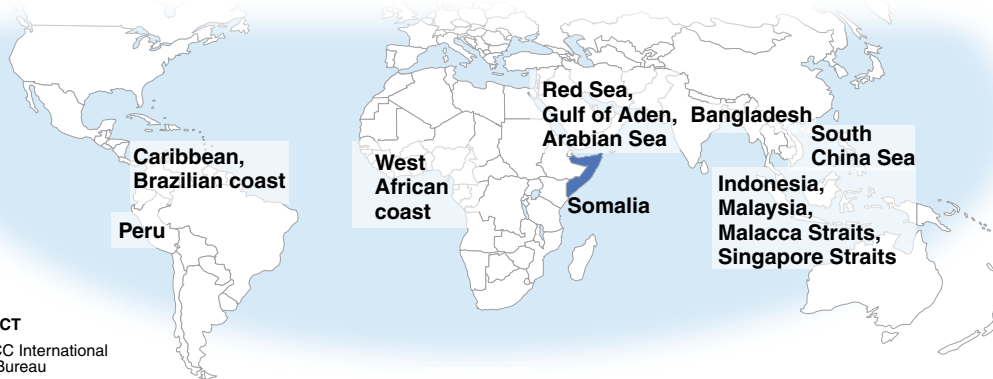 Red Sea,
Gulf of Aden,
Arabian Sea
Bangladesh
South
China Sea
Caribbean,
Brazilian coast
West
African
coast
Indonesia,
Malaysia,
Malacca Straits,
Singapore Straits
Somalia
Peru
CT
CC International
Bureau